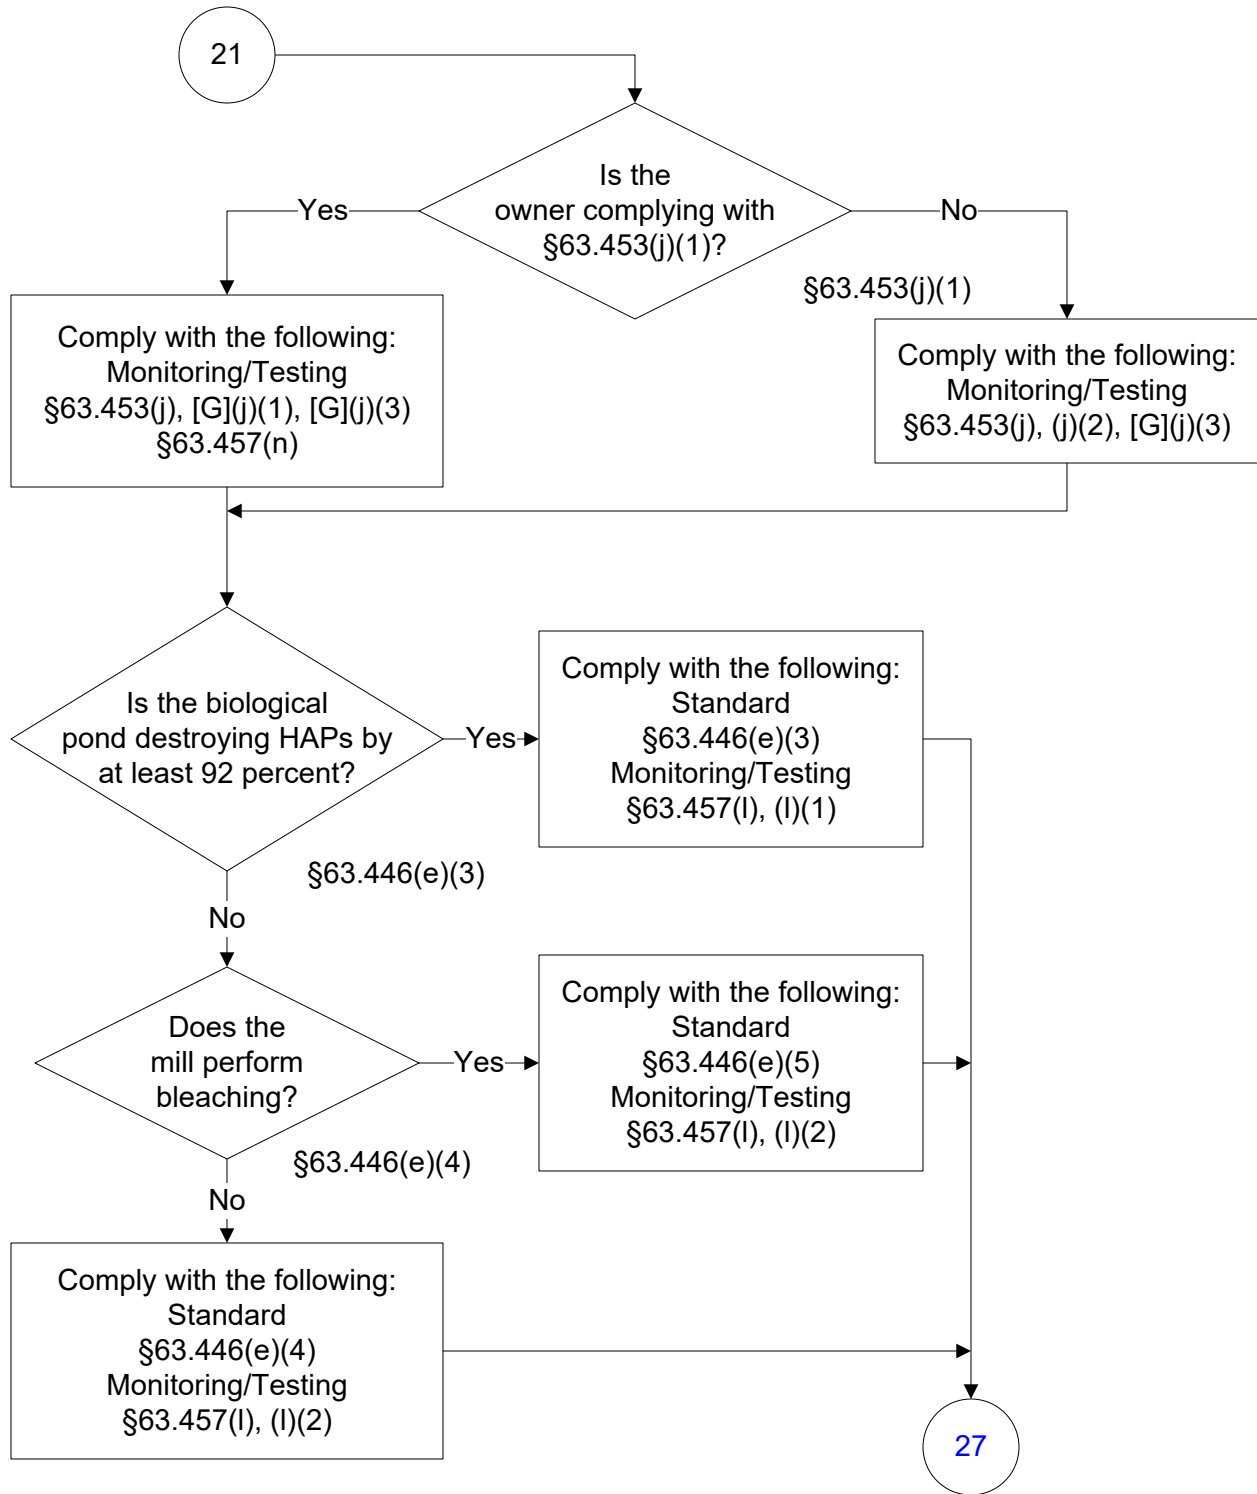 21
Is the
owner complying with
§63.453(j)(1)?
Yes
No
§63.453(j)(1)
Comply with the following:
Monitoring/Testing
§63.453(j), [G](j)(1), [G](j)(3)
§63.457(n)
Comply with the following:
Monitoring/Testing
§63.453(j), (j)(2), [G](j)(3)
Is the biological
pond destroying HAPs by
at least 92 percent?
Yes
Comply with the following:
Standard
§63.446(e)(3)
Monitoring/Testing
§63.457(l), (l)(1)
§63.446(e)(3)
No
Does the
mill perform
bleaching?
Yes
Comply with the following:
Standard
§63.446(e)(5)
Monitoring/Testing
§63.457(l), (l)(2)
§63.446(e)(4)
No
Comply with the following:
Standard
§63.446(e)(4)
Monitoring/Testing
§63.457(l), (l)(2)
27